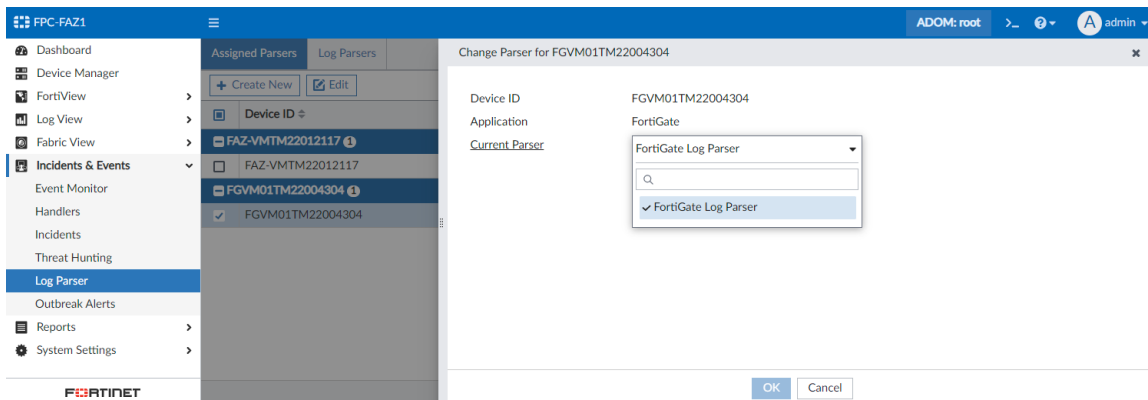 FPC-FAZ1
ADOM: root
>_
?
A admin
Dashboard
Device Manager
FortiView
Log View
Fabric View
Incidents & Events
Event Monitor
Handlers
Incidents
Threat Hunting
Log Parser
Outbreak Alerts
Reports
System Settings
FORTINET
Assigned Parsers Log Parsers
+ Create New Edit
Device ID
FAZ-VMTM22012117 1
FAZ-VMTM22012117
FGVM01TM22004304 1
FGVM01TM22004304
Change Parser for FGVM01TM22004304
Device ID FGVM01TM22004304
Application FortiGate
Current Parser FortiGate Log Parser
FortiGate Log Parser
OK Cancel